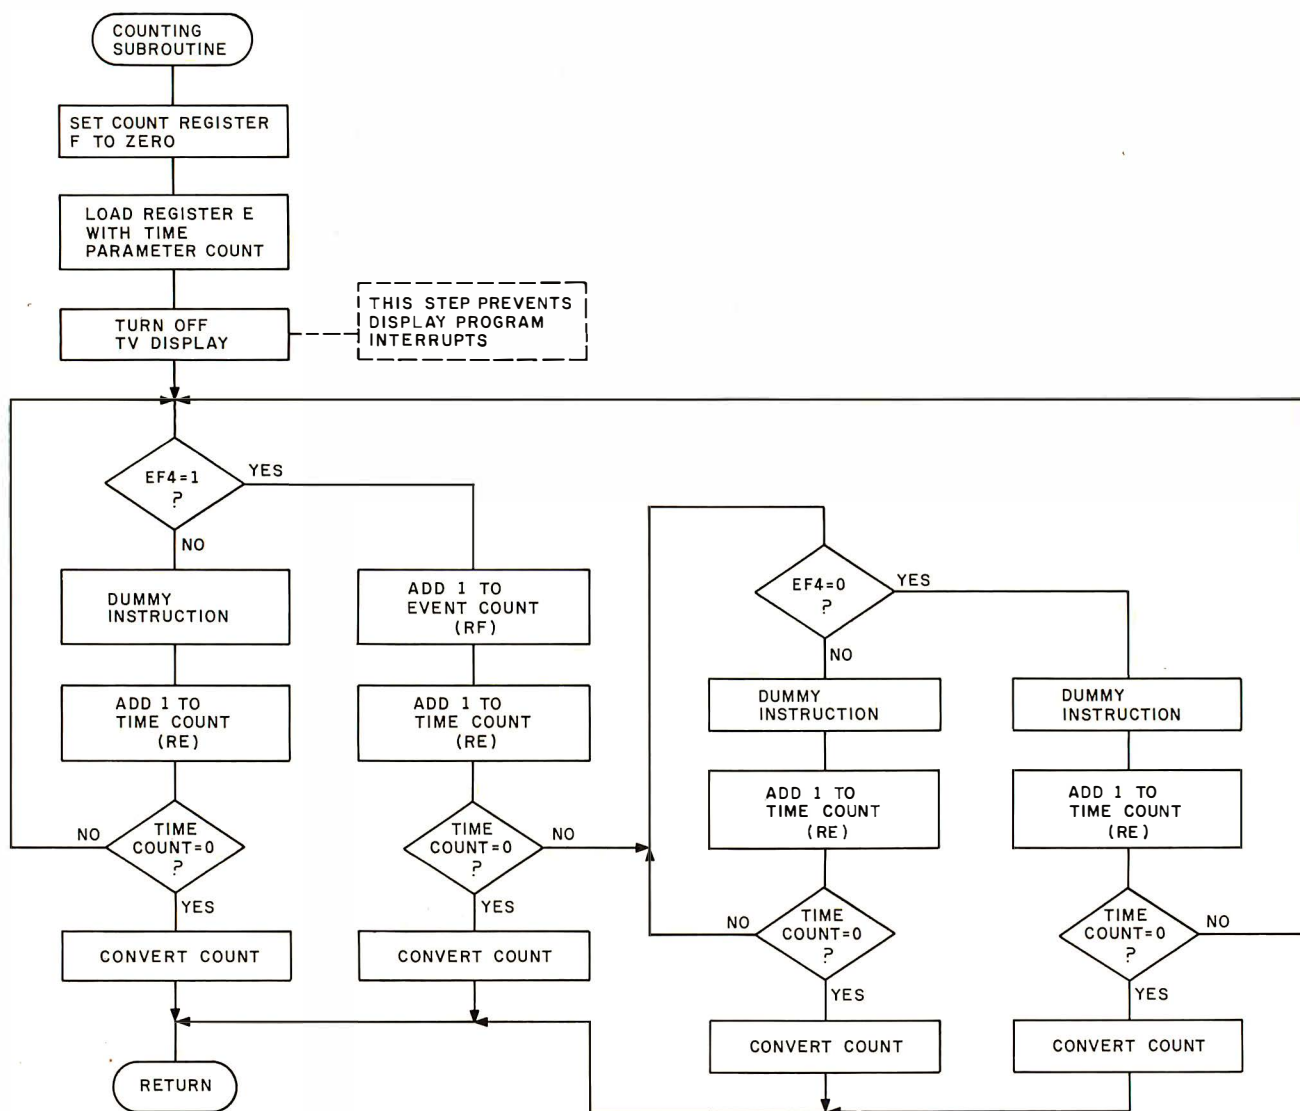 COUNTING
SUBROUTINE
SET COUNT REGISTER
F TO ZERO
LOAD REGISTER E
WITH TIME
PARAMETER COUNT
TURN OFF
TV DISPLAY
THIS STEP PREVENTS
DISPLAY PROGRAM
INTERRUPTS
EF4=1
?
YES
NO
DUMMY
INSTRUCTION
ADD 1 TO
TIME COUNT
(RE)
TIME
COUNT=0
?
NO
YES
CONVERT COUNT
RETURN
ADD 1 TO
EVENT COUNT
(RF)
ADD 1 TO
TIME COUNT
(RE)
TIME
COUNT=0
?
NO
YES
CONVERT COUNT
EF4=0
?
YES
NO
DUMMY
INSTRUCTION
ADD 1 TO
TIME COUNT
(RE)
TIME
COUNT=0
?
NO
YES
CONVERT COUNT
DUMMY
INSTRUCTION
ADD 1 TO
TIME COUNT
(RE)
TIME
COUNT=0
?
NO
YES
CONVERT COUNT